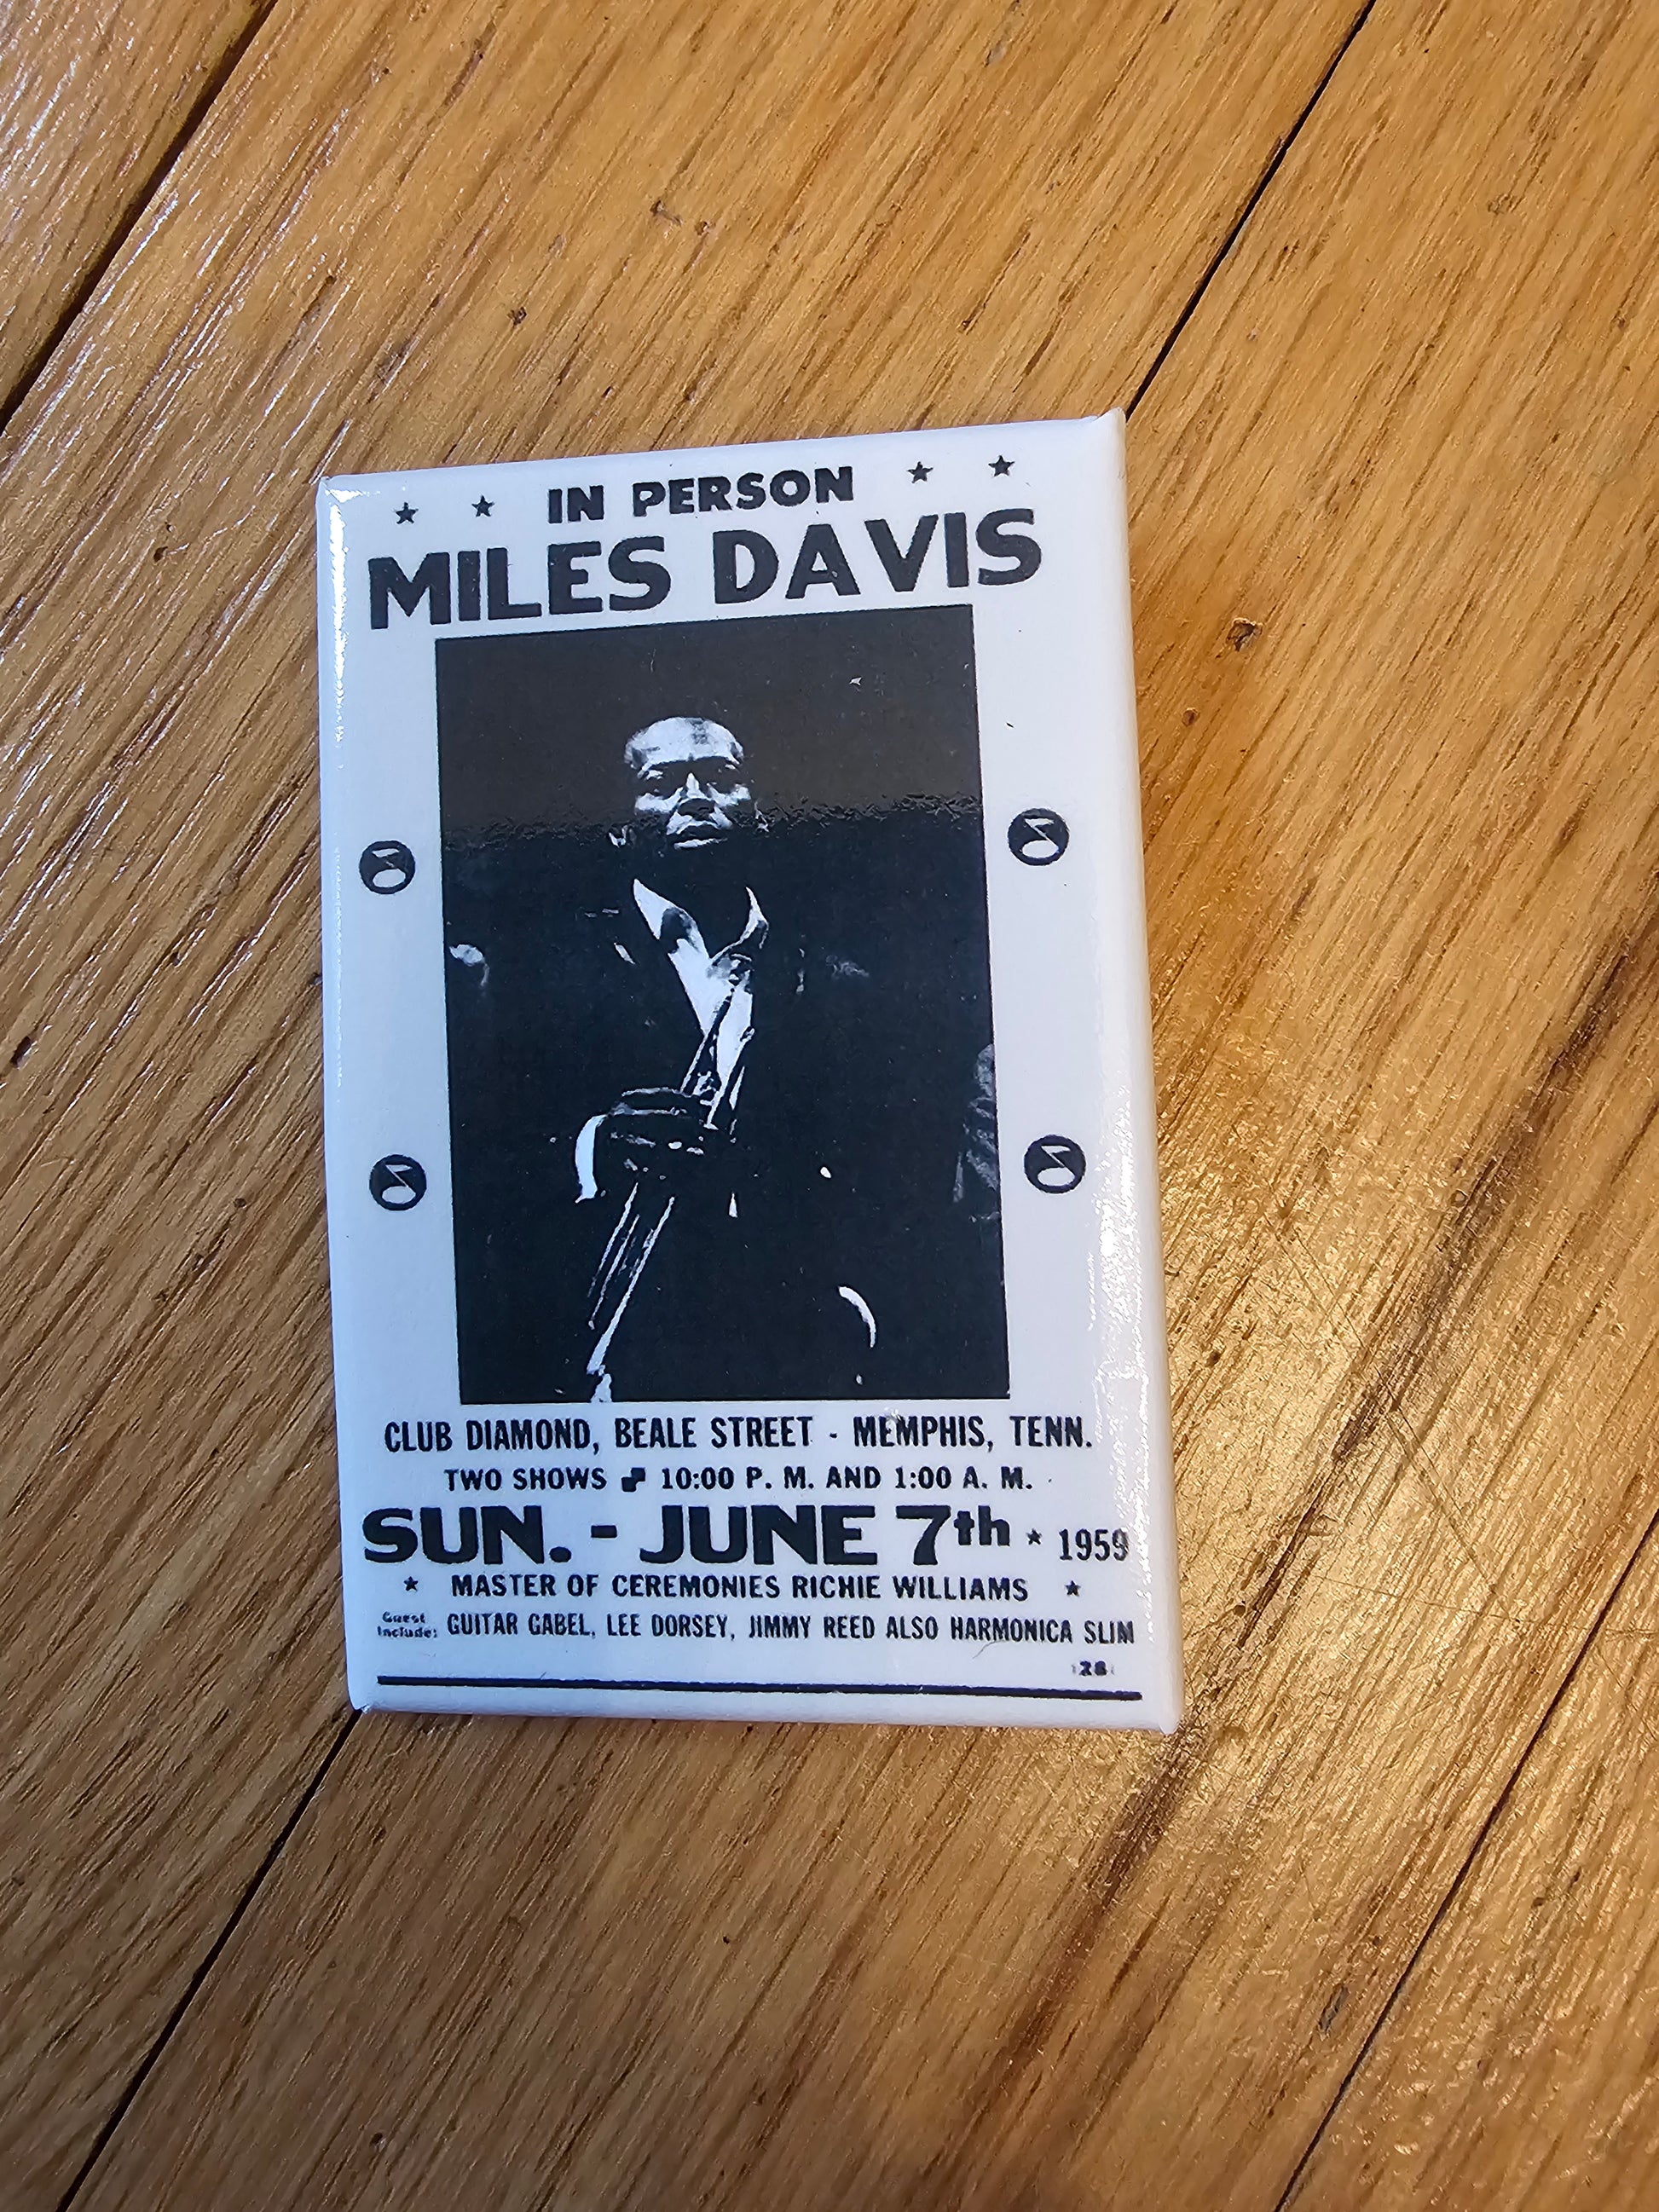 IN PERSON
MILES DAVIS
CLUB DIAMOND, BEALE STREET - MEMPHIS, TENN.
TWO SHOWS 10:00 P. M. AND 1:00 A. M.
SUN. - JUNE 7th ★ 1959
★ MASTER OF CEREMONIES RICHIE WILLIAMS ★
Guest Include: GUITAR GABEL, LEE DORSEY, JIMMY REED ALSO HARMONICA SLIM
28